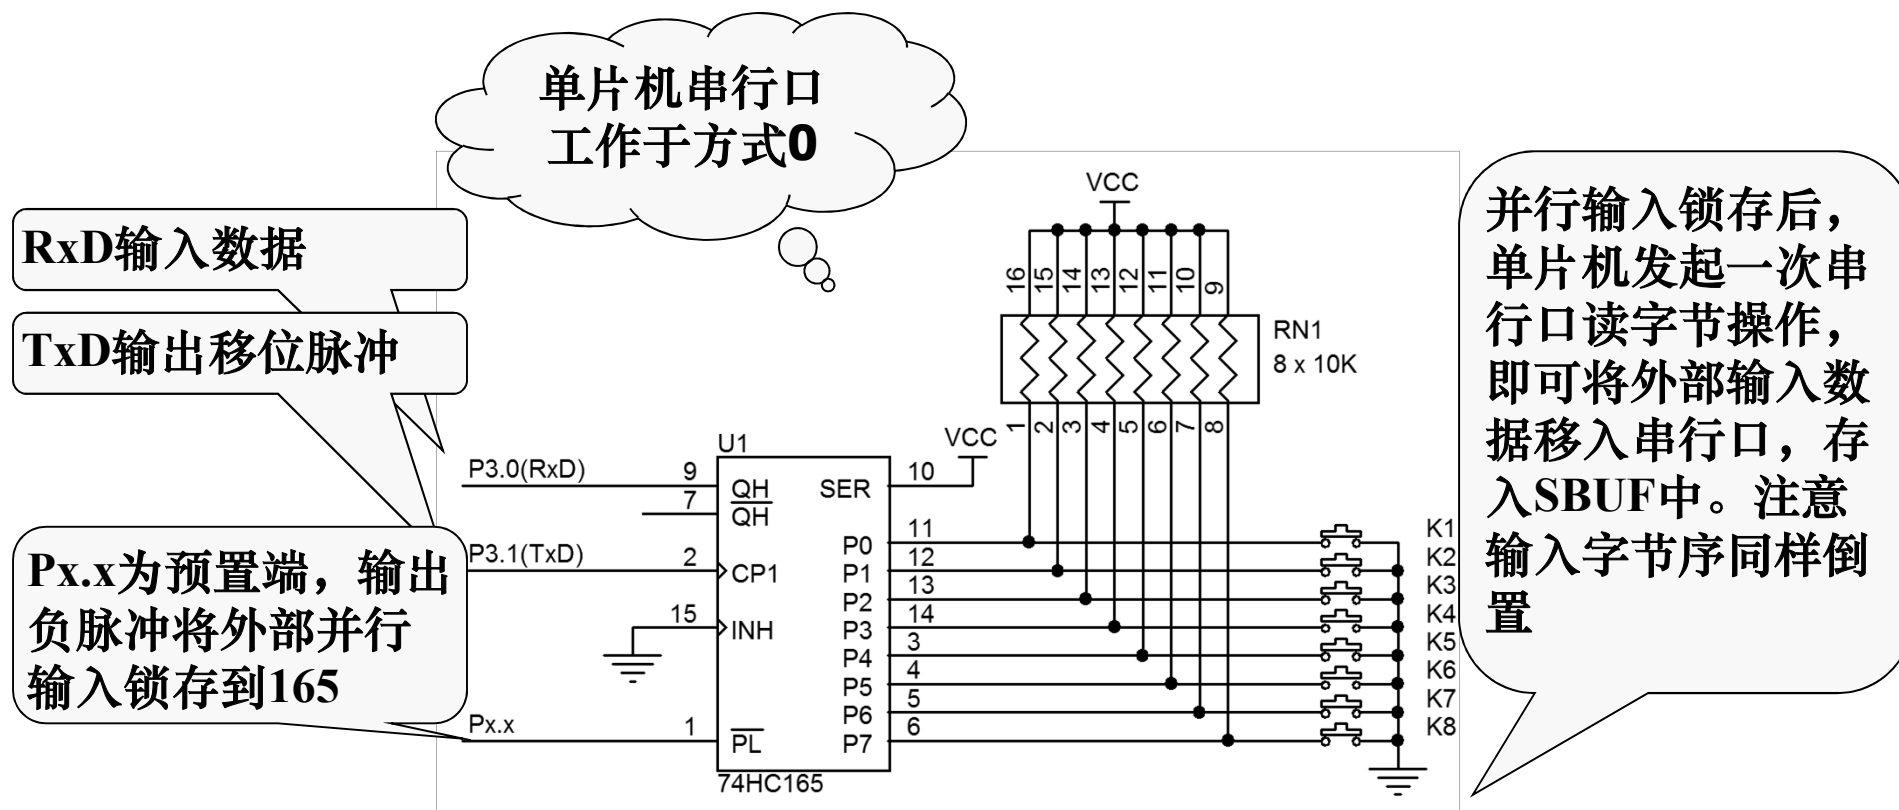 单片机串行口
工作于方式0
RxD输入数据
TxD输出移位脉冲
Px.x为预置端，输出
负脉冲将外部并行
输入锁存到165
并行输入锁存后，
单片机发起一次串
行口读字节操作，
即可将外部输入数
据移入串行口，存
入SBUF中。注意
输入字节序同样倒
置
VCC
16 15 14 13 12 11 10 9
RN1
8 x 10K
1 2 3 4 5 6 7 8
U1
VCC
P3.0(RxD) 9 QH SER 10
7 QH
P0 11 K1
P3.1(TxD) 2 CP1 P1 12 K2
P2 13 K3
15 INH P3 14 K4
P4 3 K5
P5 4 K6
P6 5 K7
Px.x 1 PL P7 6 K8
74HC165